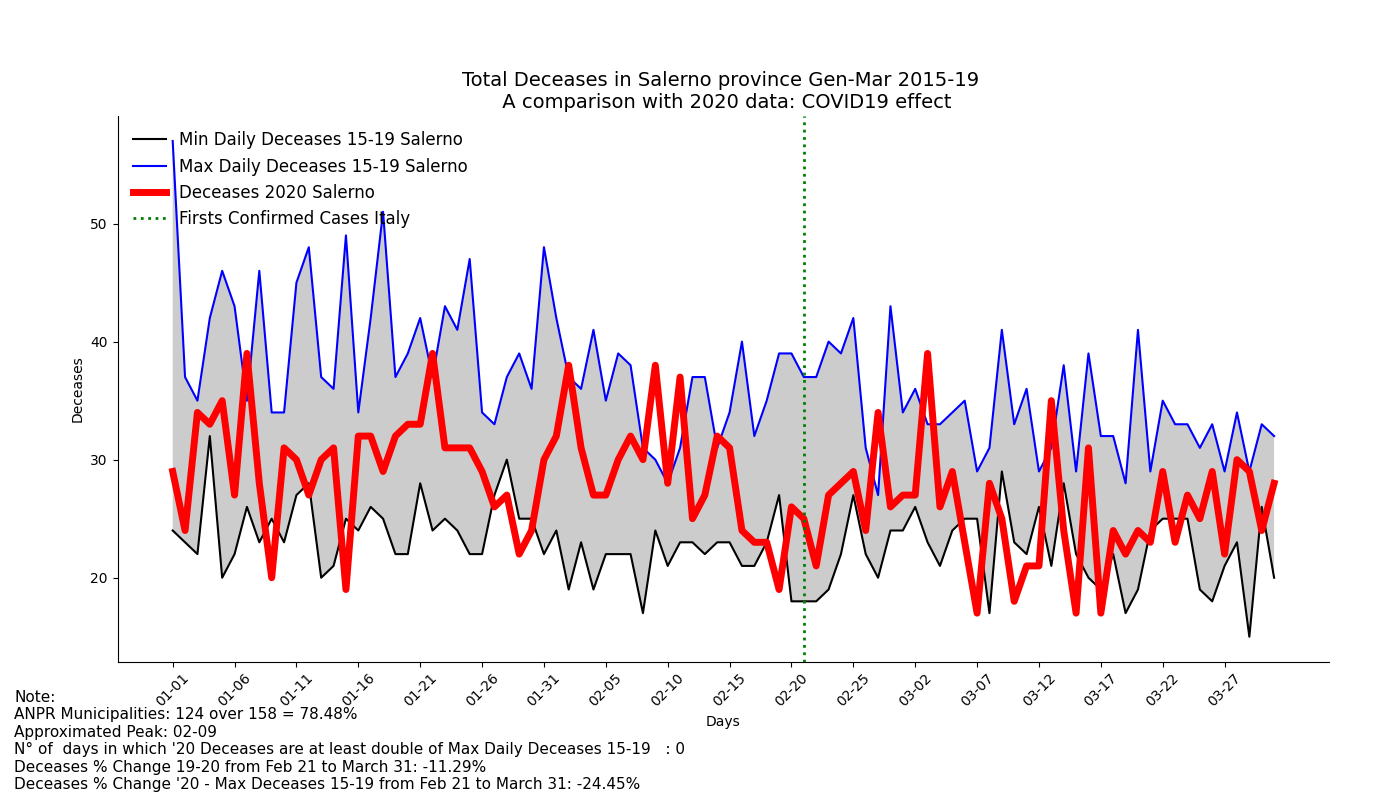 Total Deceases in Salerno province Gen-Mar 2015-19
A comparison with 2020 data: COVID19 effect
Min Daily Deceases 15-19 Salerno
Max Daily Deceases 15-19 Salerno
Deceases 2020 Salerno
Firsts Confirmed Cases Italy
50
40
30
20
Deceases
01-01
01-06
01-11
01-16
01-21
01-26
01-31
02-05
02-10
02-15
02-20
02-25
03-02
03-07
03-12
03-17
03-22
03-27
Days
Note:
ANPR Municipalities: 124 over 158 = 78.48%
Approximated Peak: 02-09
N° of  days in which '20 Deceases are at least double of Max Daily Deceases 15-19   : 0
Deceases % Change 19-20 from Feb 21 to March 31: -11.29%
Deceases % Change '20 - Max Deceases 15-19 from Feb 21 to March 31: -24.45%